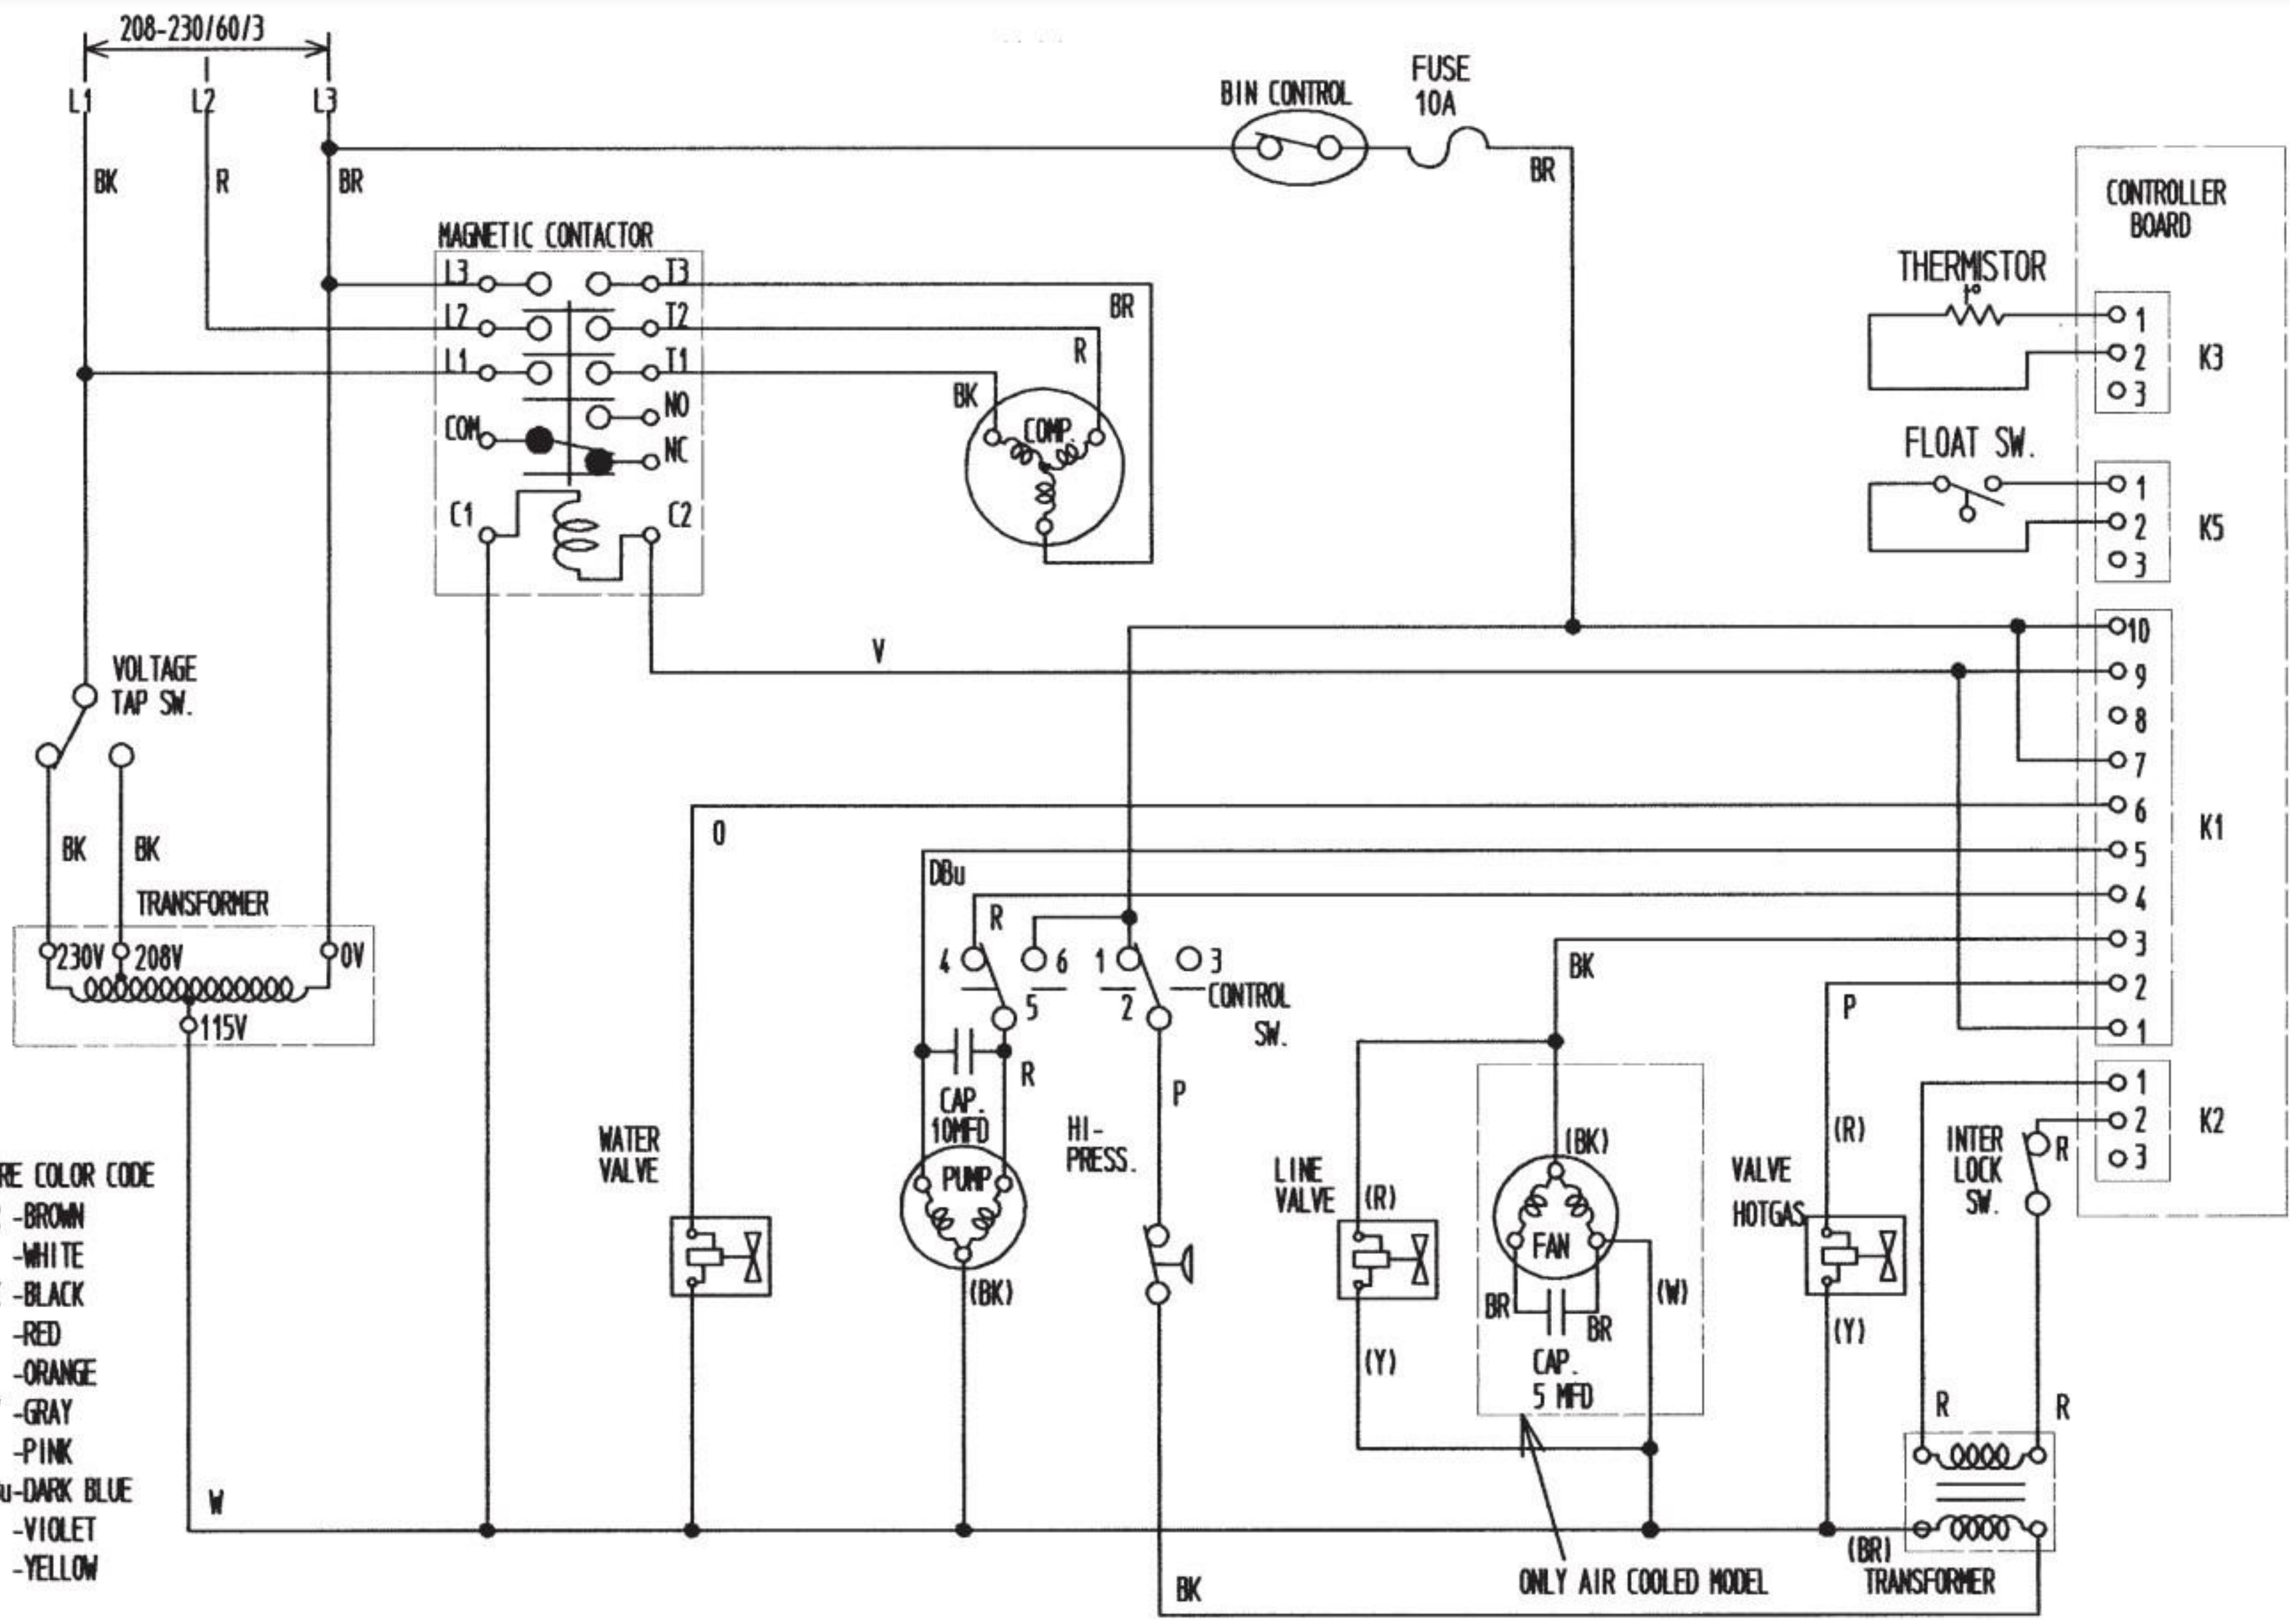 208-230/60/3
L1
L2
L3
BK
R
BR
BIN CONTROL
FUSE
10A
BR
MAGNETIC CONTACTOR
L3
T3
L2
T2
L1
T1
NO
COM
NC
C1
C2
BR
R
BK
COMP.
CONTROLLER
BOARD
THERMISTOR
t°
1
2
3
K3
FLOAT SW.
1
2
3
K5
V
10
9
8
7
6
5
4
3
2
1
K1
VOLTAGE
TAP SW.
BK
BK
TRANSFORMER
230V
208V
0V
115V
O
DBu
R
4
6
1
3
5
2
CONTROL
SW.
CAP.
10MFD
R
P
PUMP
(BK)
HI-
PRESS.
WATER
VALVE
BK
LINE
VALVE
(R)
(Y)
(BK)
FAN
BR
BR
(W)
CAP.
5 MFD
P
(R)
VALVE
HOTGAS
(Y)
1
2
3
K2
INTER
LOCK
SW.
R
R
R
(BR)
TRANSFORMER
ONLY AIR COOLED MODEL
BK
W
RE COLOR CODE
-BROWN
-WHITE
-BLACK
-RED
-ORANGE
-GRAY
-PINK
u-DARK BLUE
-VIOLET
-YELLOW